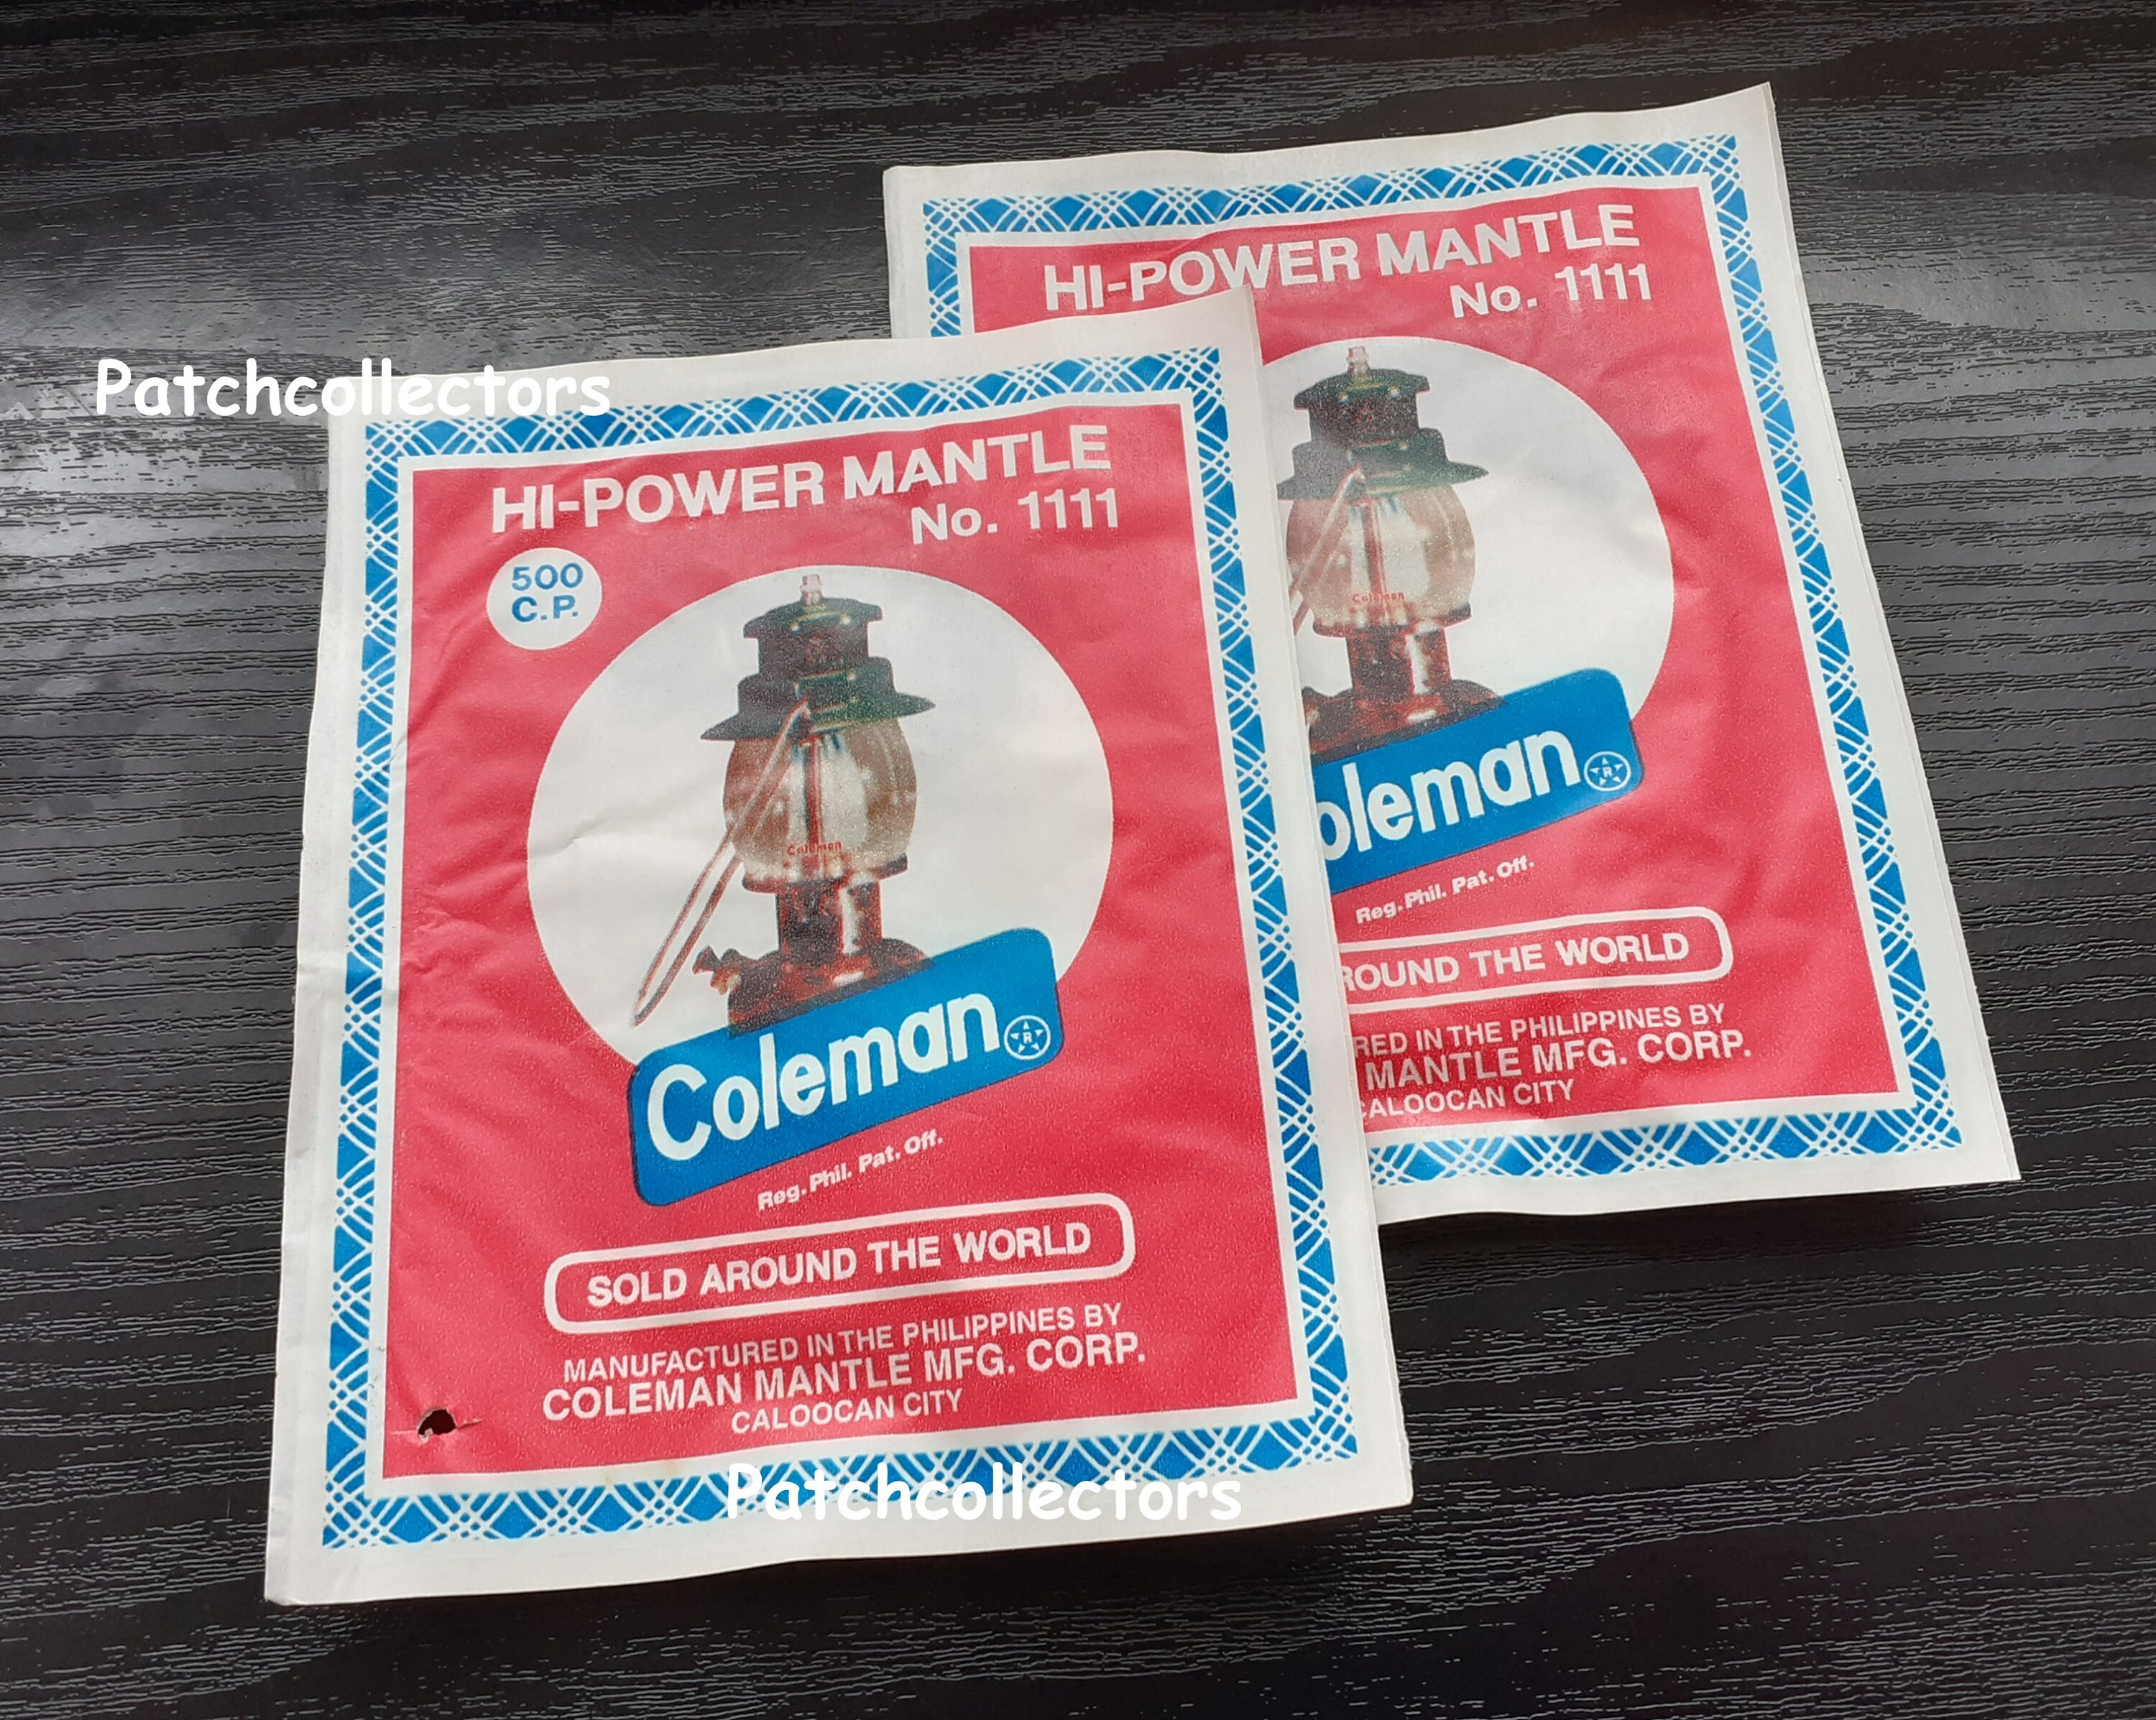 Patchcollectors
HI-POWER MANTLE
No. 1111
500
C.P.
Coleman
Coleman
R
Reg. Phil. Pat. Off.
SOLD AROUND THE WORLD
MANUFACTURED IN THE PHILIPPINES BY
COLEMAN MANTLE MFG. CORP.
CALOOCAN CITY
Patchcollectors
HI-POWER MANTLE
No. 1111
Coleman
oleman
R
Reg. Phil. Pat. Off.
ROUND THE WORLD
RED IN THE PHILIPPINES BY
MANTLE MFG. CORP.
CALOOCAN CITY